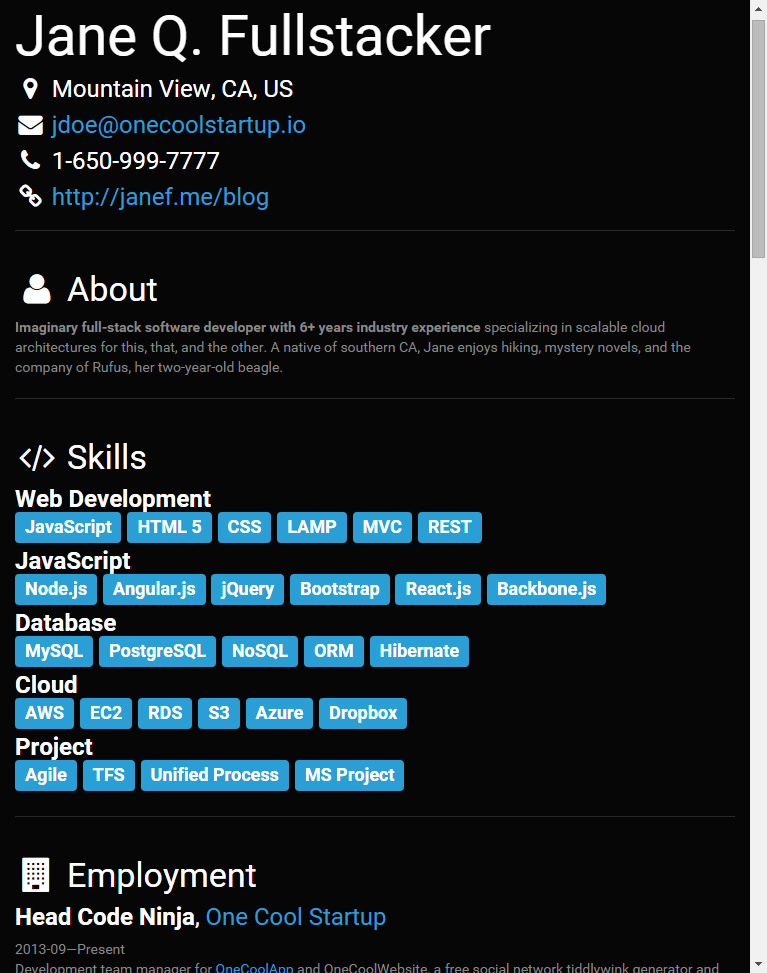 Jane Q. Fullstacker
Mountain View, CA, US
jdoe@onecoolstartup.io
1-650-999-7777
http://janef.me/blog
About
Imaginary full-stack software developer with 6+ years industry experience specializing in scalable cloud
architectures for this, that, and the other. A native of southern CA, Jane enjoys hiking, mystery novels, and the
company of Rufus, her two-year-old beagle.
Skills
Web Development
JavaScript HTML 5 CSS LAMP MVC REST
JavaScript
Node.js Angular.js jQuery Bootstrap React.js Backbone.js
Database
MySQL PostgreSQL NoSQL ORM Hibernate
Cloud
AWS EC2 RDS S3 Azure Dropbox
Project
Agile TFS Unified Process MS Project
Employment
Head Code Ninja, One Cool Startup
2013-09—Present
Development team manager for OneCoolApp and OneCoolWebsite, a free social network tiddlywink generator and